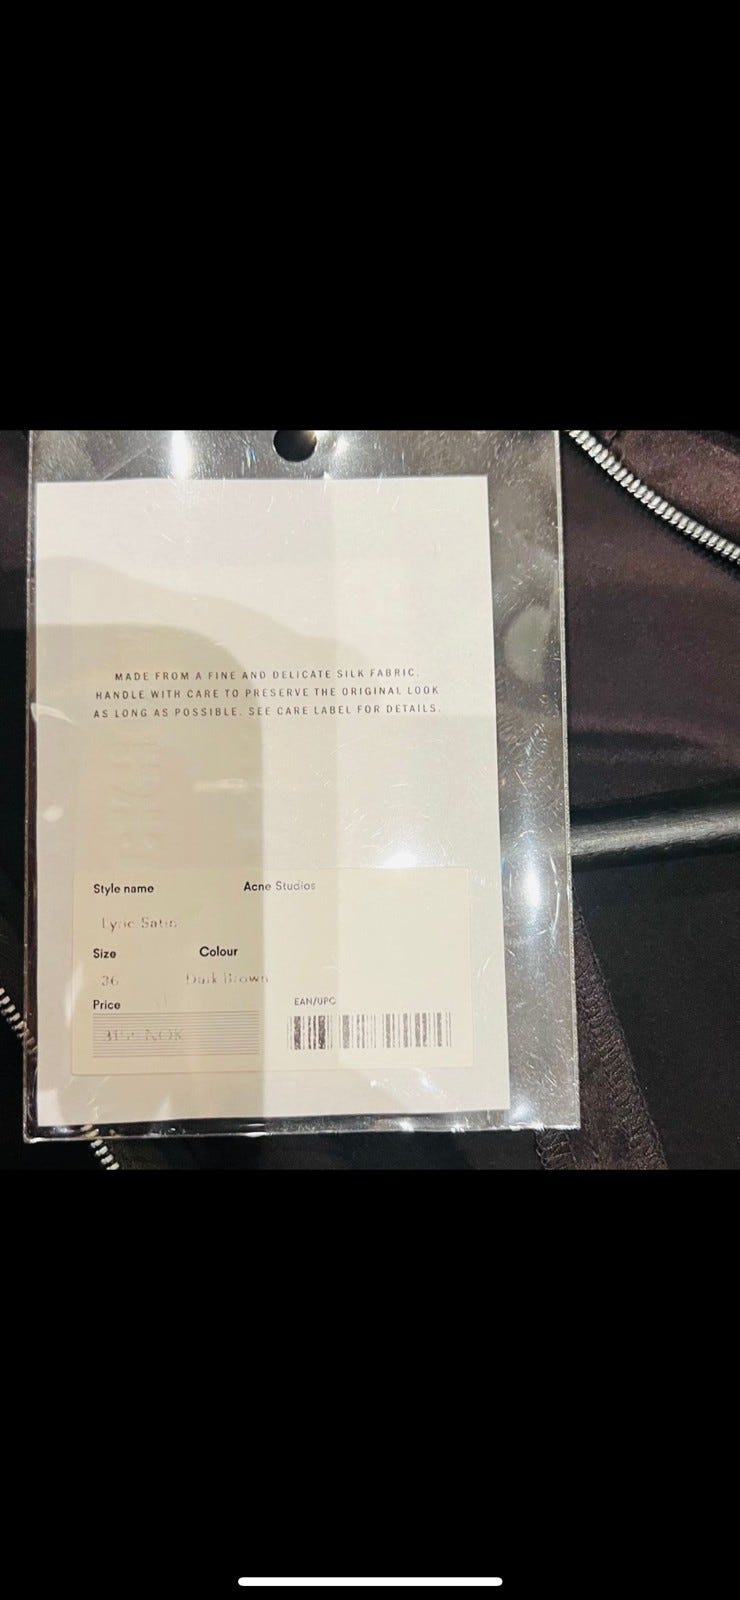 MADE FROM A FINE AND DELICATE SILK FABRIC.
HANDLE WITH CARE TO PRESERVE THE ORIGINAL LOOK
AS LONG AS POSSIBLE. SEE CARE LABEL FOR DETAILS.
Style name Acne Studios
Lyric Satin
Size Colour
36 Dark Brown
Price EAN/UPC
NOK